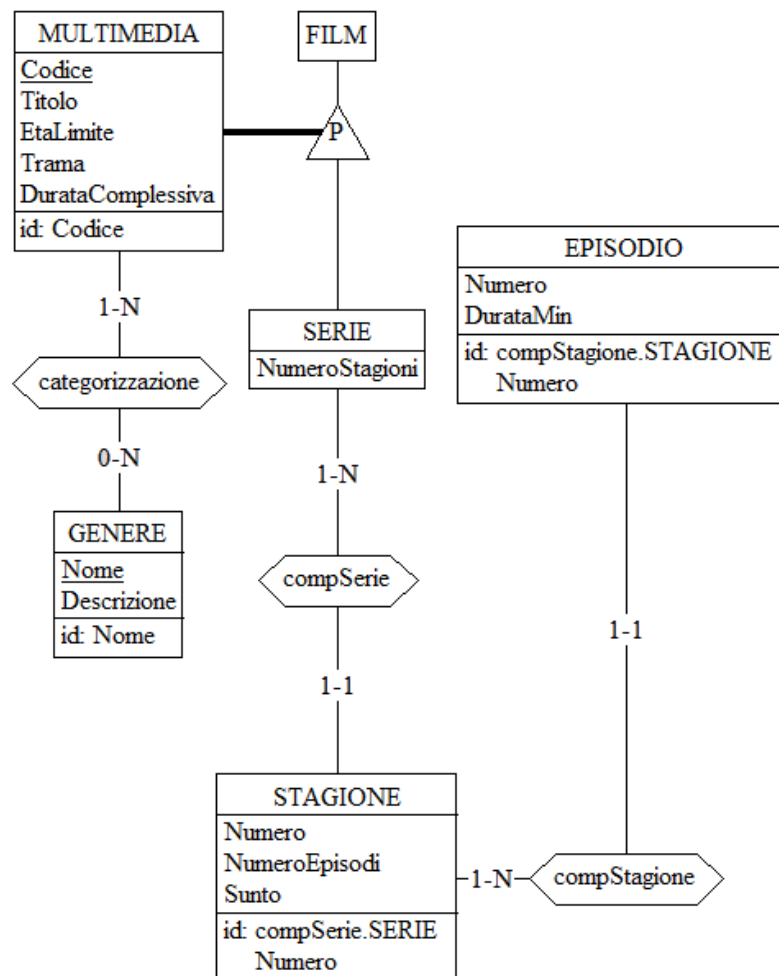 MULTIMEDIA
Codice
Titolo
EtaLimite
Trama
DurataComplessiva
id: Codice
FILM
P
1-N
categorizzazione
0-N
GENERE
Nome
Descrizione
id: Nome
SERIE
NumeroStagioni
1-N
compSerie
1-1
EPISODIO
Numero
DurataMin
id: compStagione.STAGIONE
Numero
1-1
STAGIONE
Numero
NumeroEpisodi
Sunto
id: compSerie.SERIE
Numero
1-N
compStagione